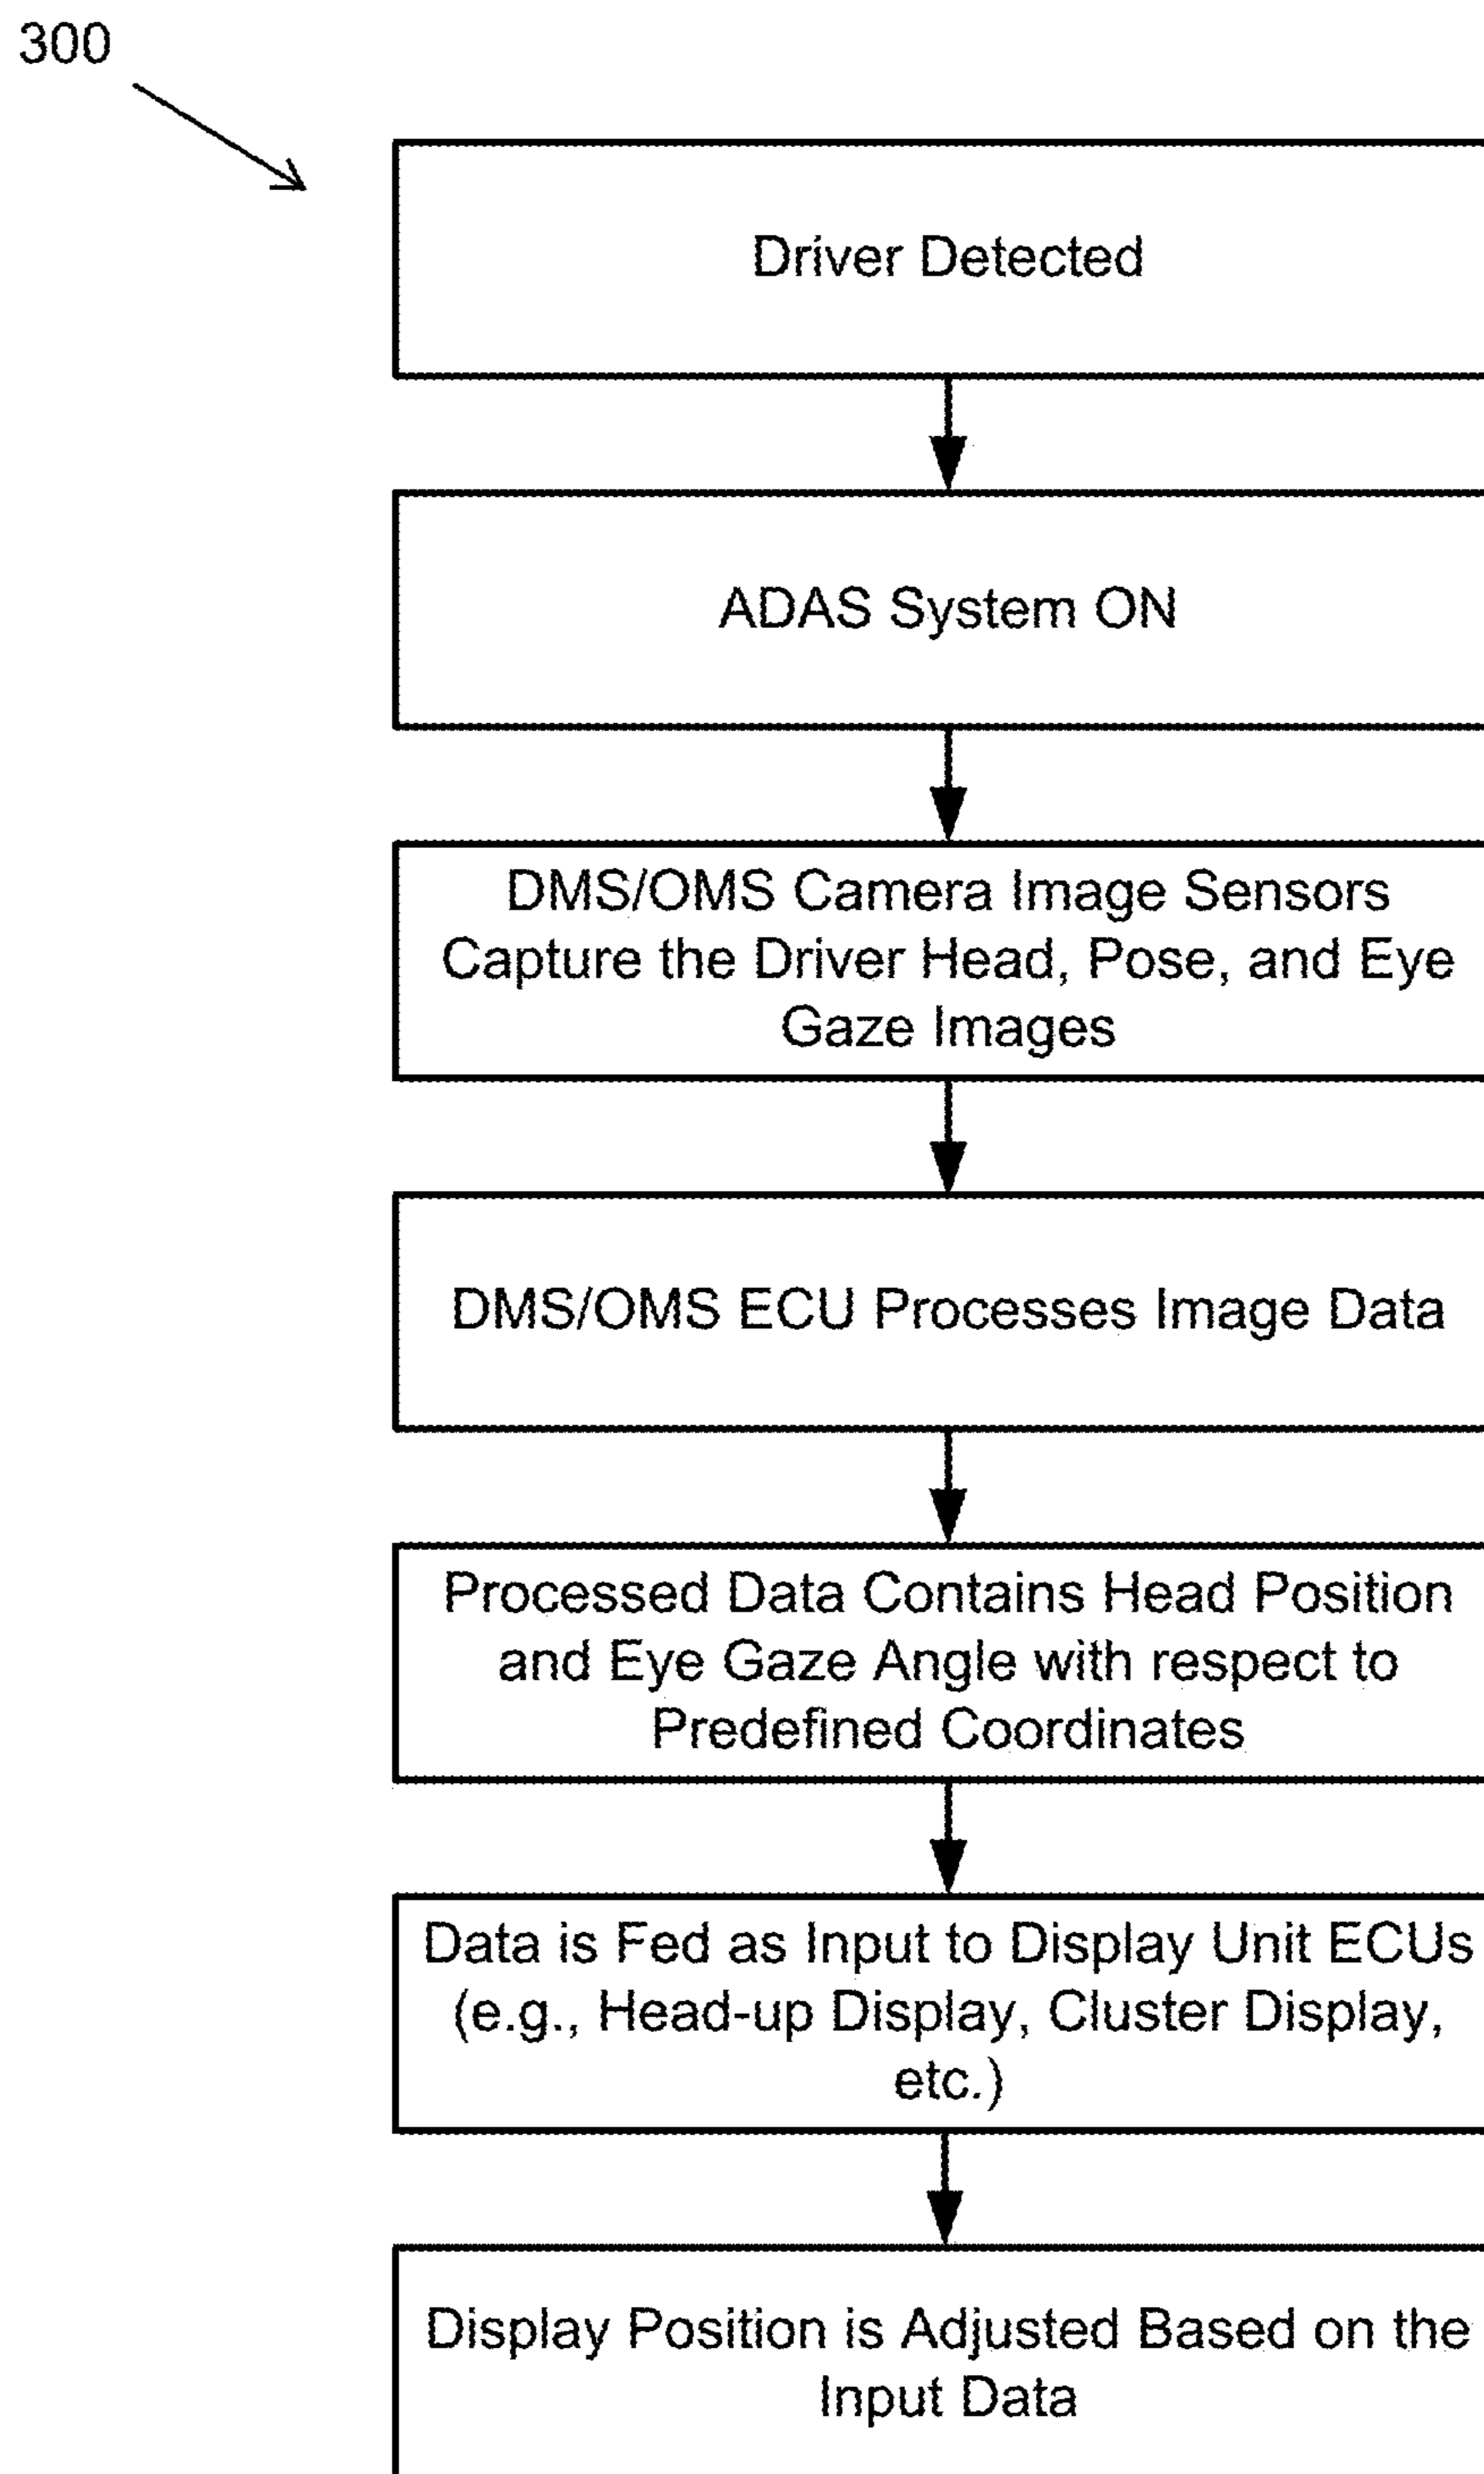 300
Driver Detected
ADAS System ON
DMS/OMS Camera Image Sensors
Capture the Driver Head, Pose, and Eye
Gaze Images
DMS/OMS ECU Processes Image Data
Processed Data Contains Head Position
and Eye Gaze Angle with respect to
Predefined Coordinates
Data is Fed as Input to Display Unit ECUs
(e.g., Head-up Display, Cluster Display,
etc.)
Display Position is Adjusted Based on the
Input Data